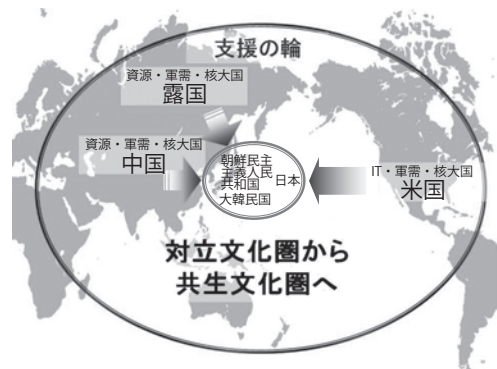 支援の輪
資源・軍需・核大国
露国
資源・軍需・核大国
中国
朝鮮民主
主義人民
共和国
大韓民国
日本
IT・軍需・核大国
米国
対立文化圏から
共生文化圏へ